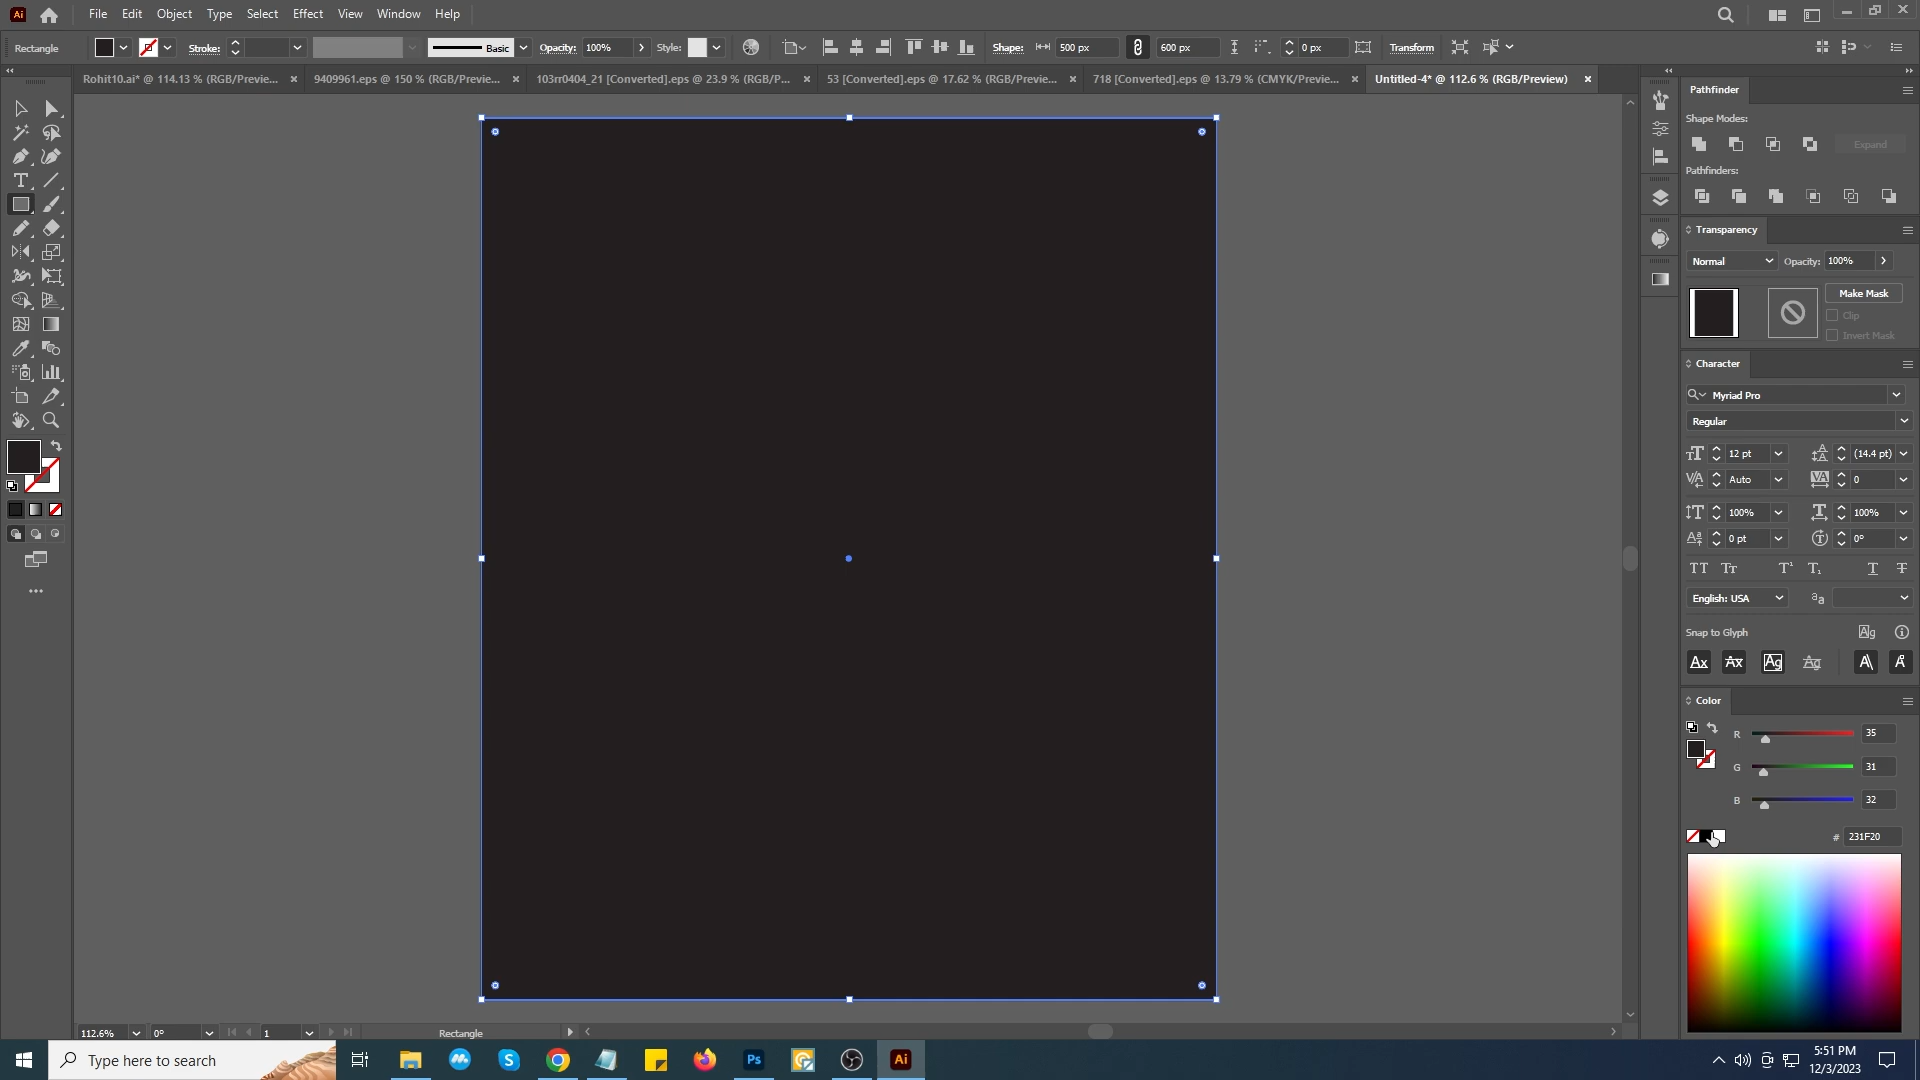 Ai File Edit Object Type Select Effect View Window Help
Rectangle Stroke: Basic Opacity: 100% Style: Shape: 500 px 600 px 0 px Transform
Rohit10.ai* @ 114.13 % (RGB/Previe... × 9409961.eps @ 150 % (RGB/Previe... × 103rr0404_21 [Converted].eps @ 23.9 % (RGB/P... × 53 [Converted].eps @ 17.62 % (RGB/Previe... × 718 [Converted].eps @ 13.79 % (CMYK/Previe... × Untitled-4* @ 112.6 % (RGB/Preview) ×
Pathfinder
Shape Modes:
Expand
Pathfinders:
Transparency
Normal Opacity: 100%
Make Mask
Clip
Invert Mask
Character
Myriad Pro
Regular
12 pt (14.4 pt)
Auto 0
100% 100%
0 pt 0°
English: USA
Snap to Glyph
Color
R 35
G 31
B 32
# 231F20
112.6% 0° 1 Rectangle
Type here to search
Ps Ai
5:51 PM
12/3/2023